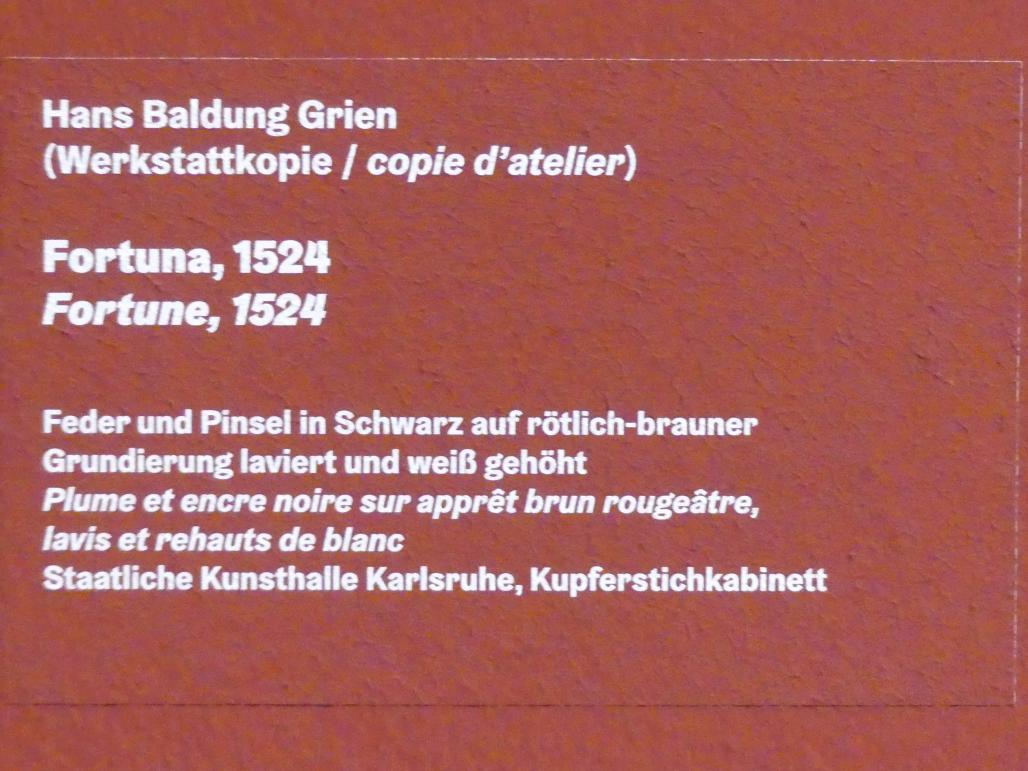 Hans Baldung Grien
(Werkstattkopie / copie d’atelier)
Fortuna, 1524
Fortune, 1524
Feder und Pinsel in Schwarz auf rötlich-brauner
Grundierung laviert und weiß gehöht
Plume et encre noire sur apprêt brun rougeâtre,
lavis et rehauts de blanc
Staatliche Kunsthalle Karlsruhe, Kupferstichkabinett